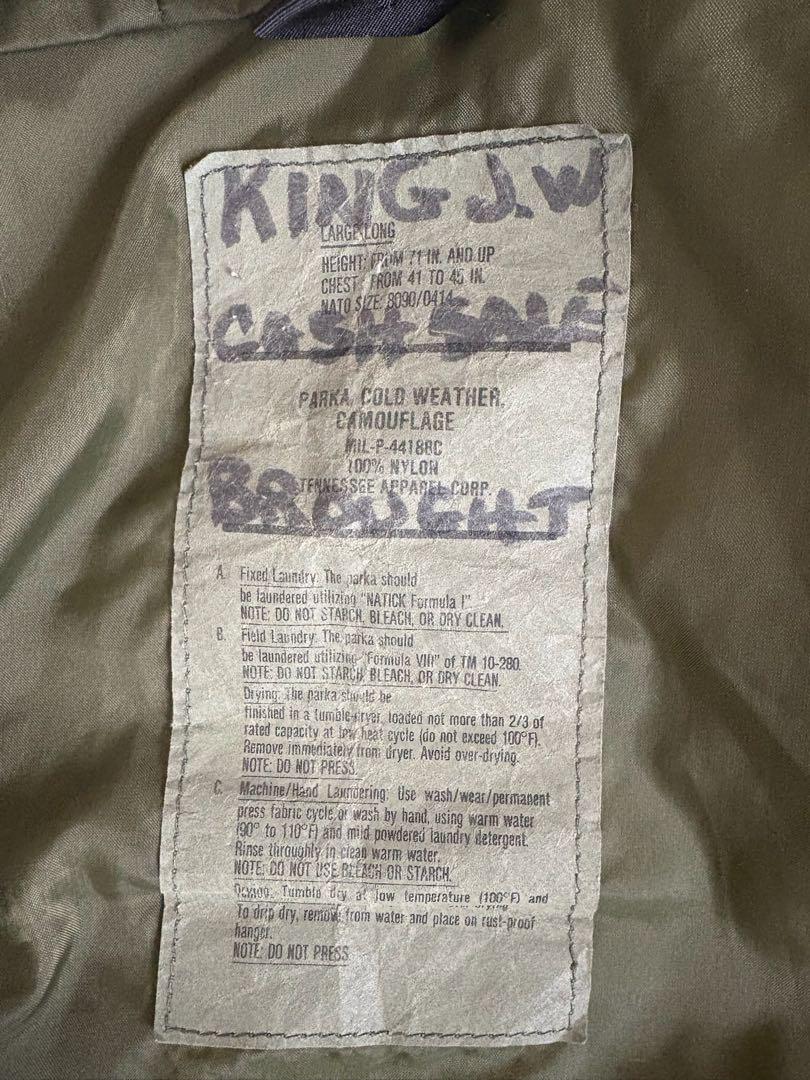 KING J.W
LARGE LONG
HEIGHT: FROM 71 IN. AND UP
CHEST: FROM 41 TO 45 IN.
NATO SIZE: 8090/0414
CASH SALE
PARKA, COLD WEATHER,
CAMOUFLAGE
MIL-P-44188C
100% NYLON
TENNESSEE APPAREL CORP.
BROUGHT
A. Fixed Laundry: The parka should
be laundered utilizing "NATICK Formula I"
NOTE: DO NOT STARCH, BLEACH, OR DRY CLEAN.
B. Field Laundry: The parka should
be laundered utilizing "Formula VIII" of TM 10-280.
NOTE: DO NOT STARCH, BLEACH, OR DRY CLEAN.
Drying: The parka should be
finished in a tumble-dryer, loaded not more than 2/3 of
rated capacity at low heat cycle (do not exceed 100°F).
Remove immediately from dryer. Avoid over-drying.
NOTE: DO NOT PRESS.
C. Machine/Hand Laundering: Use wash/wear/permanent
press fabric cycle or wash by hand, using warm water
(90° to 110°F) and mild powdered laundry detergent.
Rinse throughly in clean warm water.
NOTE: DO NOT USE BLEACH OR STARCH.
Drying: Tumble dry at low temperature (100°F) and
To drip dry, remove from water and place on rust-proof
hanger.
NOTE: DO NOT PRESS